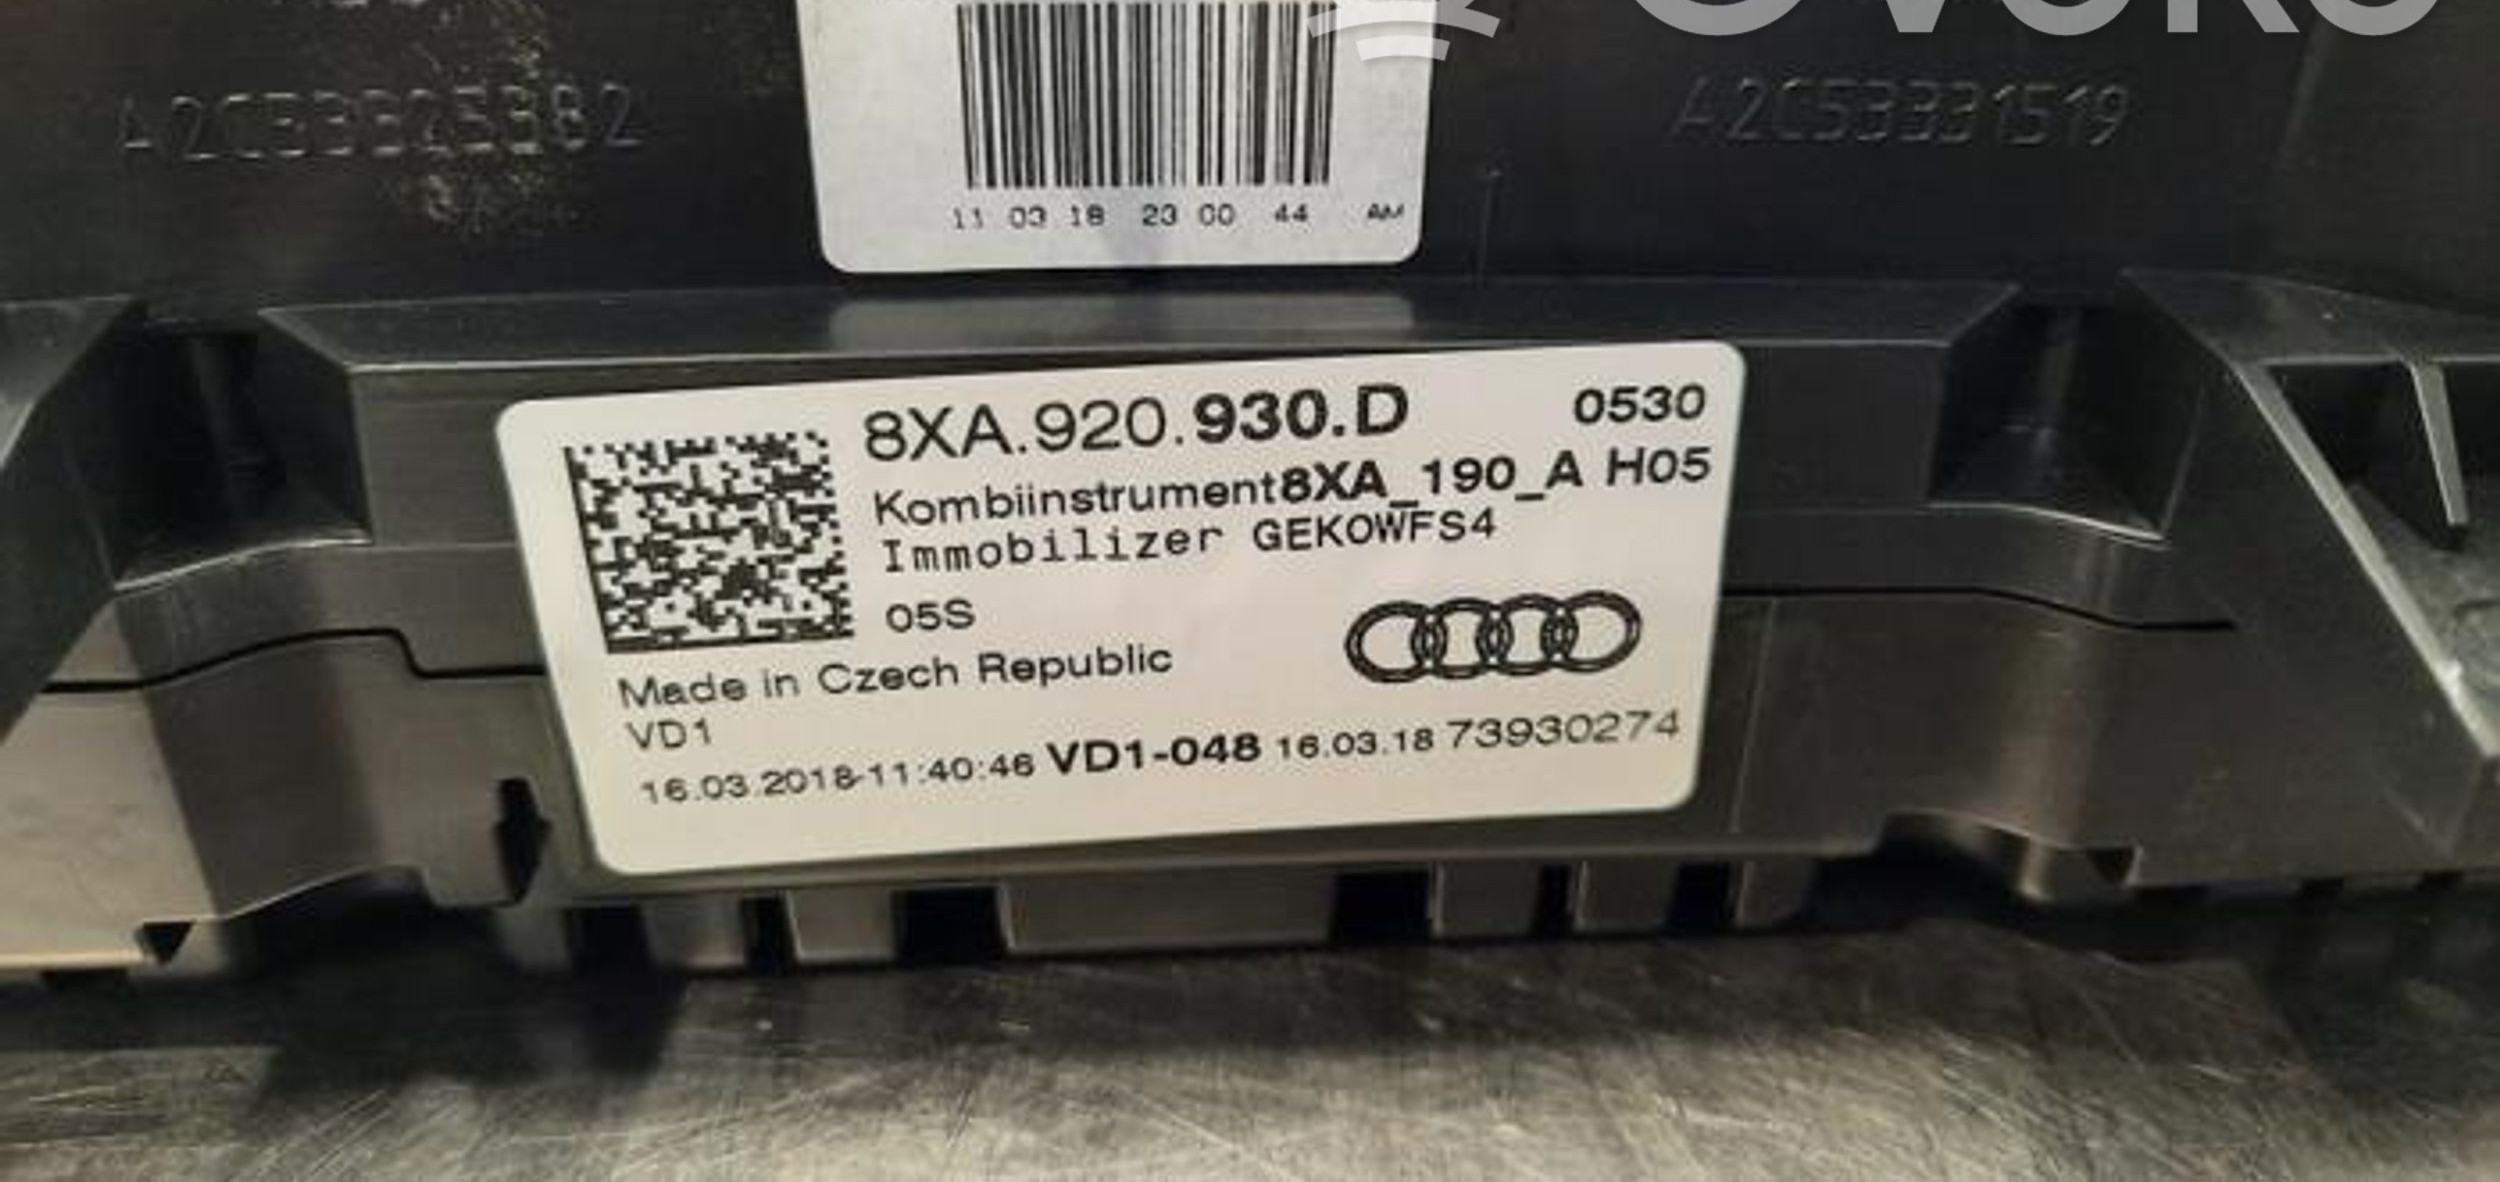 A2C53331519
11 03 18 23 00 44 AM
8XA.920.930.D 0530
Kombiinstrument8XA_190_A H05
Immobilizer GEKOWFS4
05S
Made in Czech Republic
VD1
16.03.2018-11:40:46 VD1-048 16.03.18 73930274